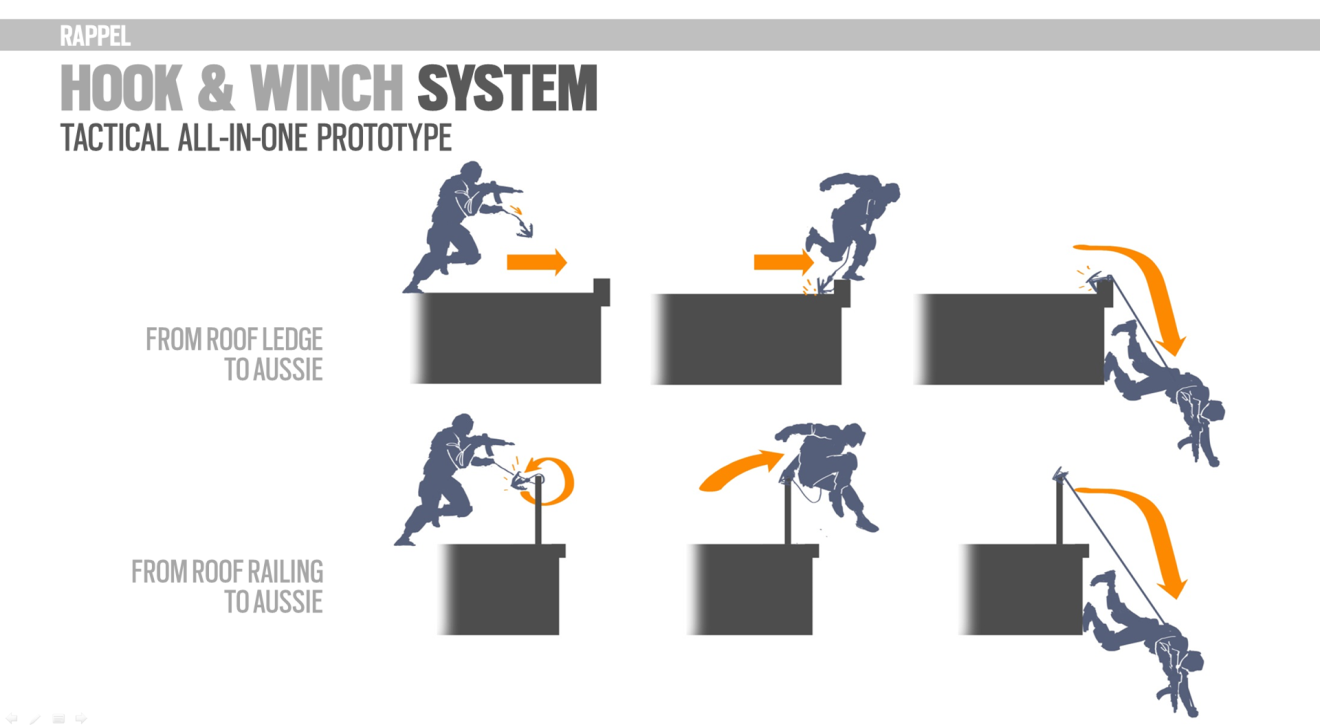 RAPPEL
HOOK & WINCH SYSTEM
TACTICAL ALL-IN-ONE PROTOTYPE
FROM ROOF LEDGE
TO AUSSIE
FROM ROOF RAILING
TO AUSSIE